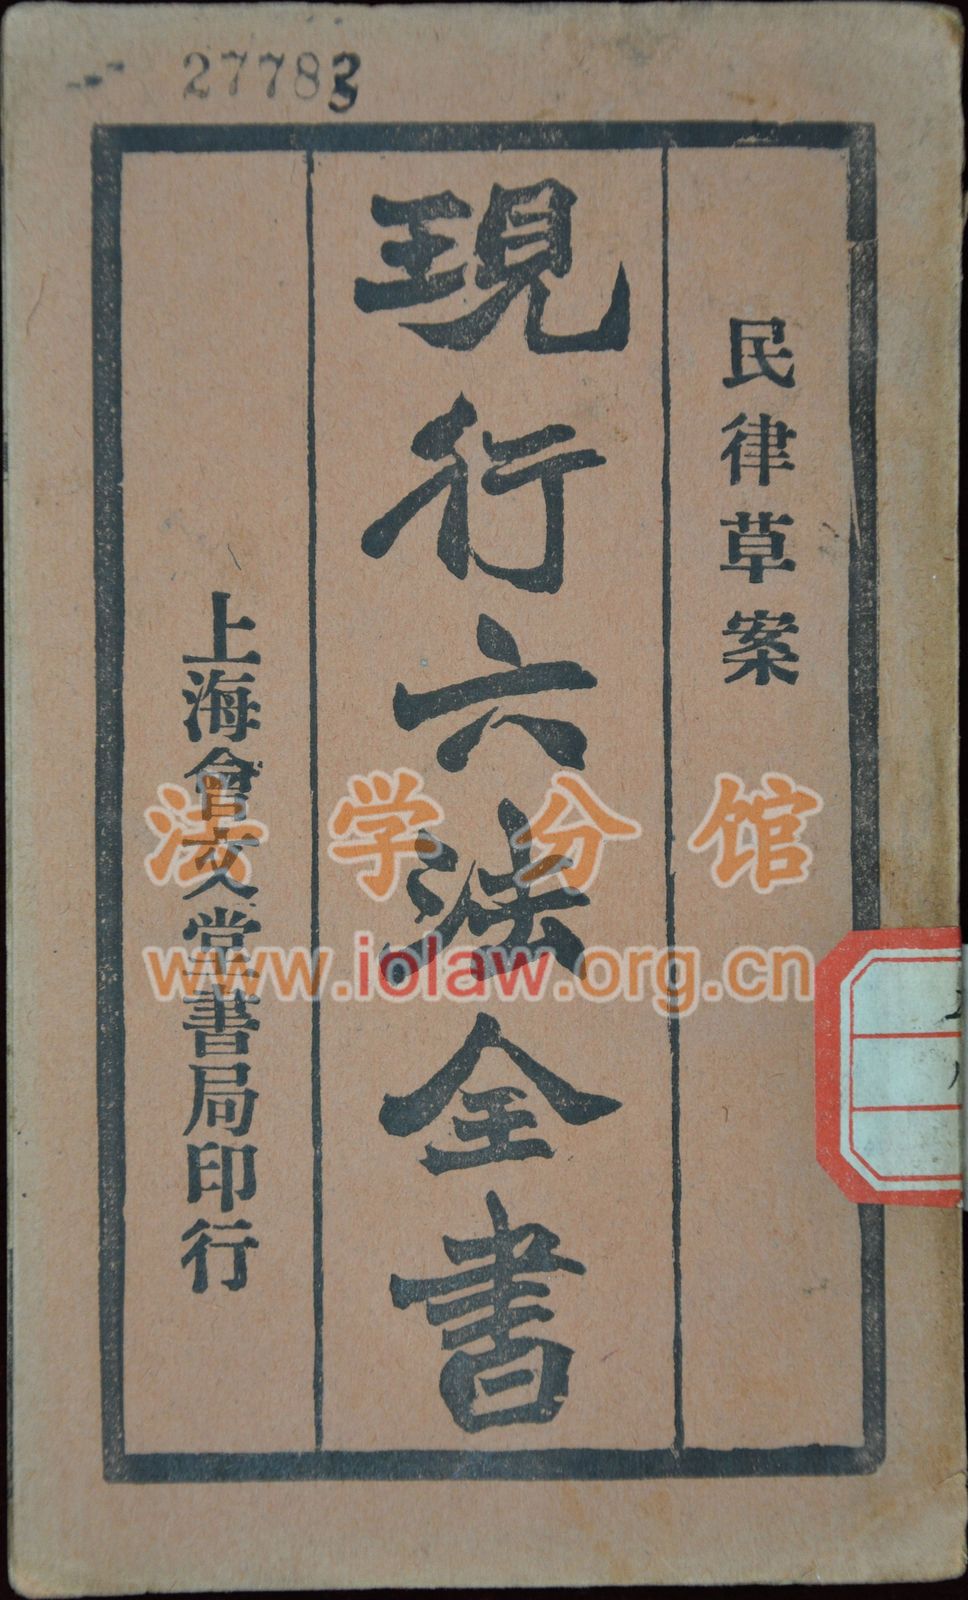 27783
民律草案
現行六法全書
上海會文堂書局印行
法学分馆
www.iolaw.org.cn